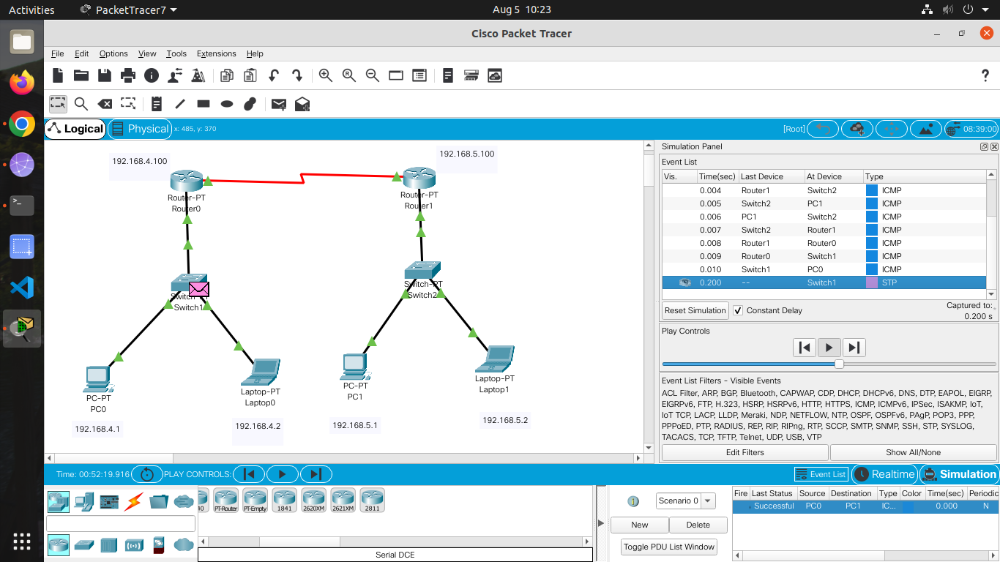 Activities PacketTracer7 Aug 5 10:23
Cisco Packet Tracer
File Edit Options View Tools Extensions Help
?
Logical Physical x: 485, y: 370 [Root] 08:39:00
192.168.4.100
192.168.5.100
Router-PT
Router0
Router-PT
Router1
Switch1
Switch-PT
Switch2
PC-PT
PC0
Laptop-PT
Laptop0
PC-PT
PC1
Laptop-PT
Laptop1
192.168.4.1
192.168.4.2
192.168.5.1
192.168.5.2
Simulation Panel
Event List
Vis. Time(sec) Last Device At Device Type
0.004 Router1 Switch2 ICMP
0.005 Switch2 PC1 ICMP
0.006 PC1 Switch2 ICMP
0.007 Switch2 Router1 ICMP
0.008 Router1 Router0 ICMP
0.009 Router0 Switch1 ICMP
0.010 Switch1 PC0 ICMP
0.200 -- Switch1 STP
Reset Simulation Constant Delay Captured to:
0.200 s
Play Controls
Event List Filters - Visible Events
ACL Filter, ARP, BGP, Bluetooth, CAPWAP, CDP, DHCP, DHCPv6, DNS, DTP, EAPOL, EIGRP,
EIGRPv6, FTP, H.323, HSRP, HSRPv6, HTTP, HTTPS, ICMP, ICMPv6, IPSec, ISAKMP, IoT,
IoT TCP, LACP, LLDP, Meraki, NDP, NETFLOW, NTP, OSPF, OSPFv6, PAgP, POP3, PPP,
PPPoED, PTP, RADIUS, REP, RIP, RIPng, RTP, SCCP, SMTP, SNMP, SSH, STP, SYSLOG,
TACACS, TCP, TFTP, Telnet, UDP, USB, VTP
Edit Filters Show All/None
Time: 00:52:19.916 PLAY CONTROLS: Event List Realtime Simulation
40 PT-Router PT-Empty 1841 2620XM 2621XM 2811
Serial DCE
Scenario 0
New Delete
Toggle PDU List Window
Fire Last Status Source Destination Type Color Time(sec) Periodic
Successful PC0 PC1 IC... 0.000 N